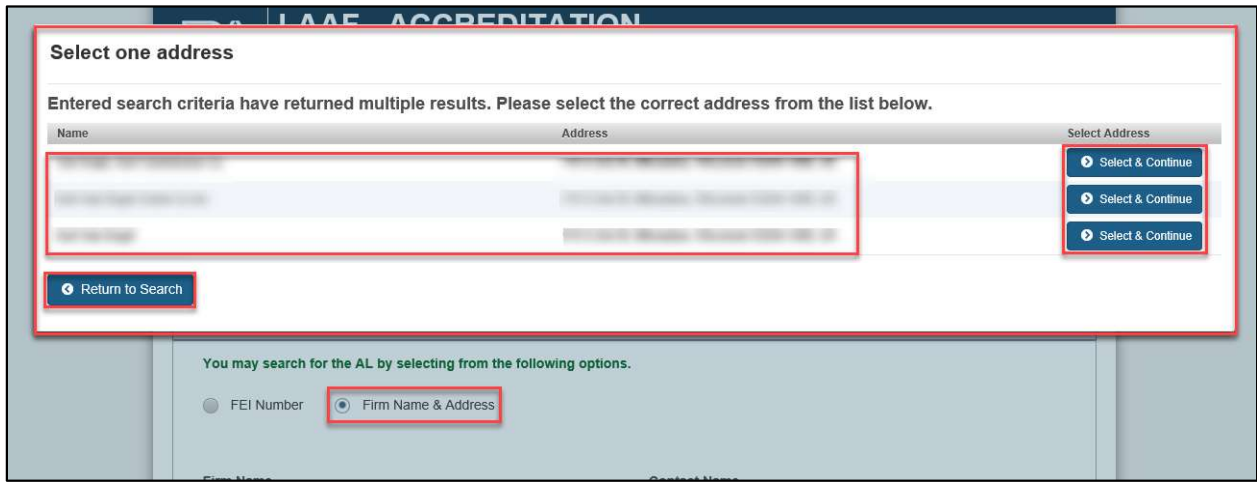 LAAF ACCREDITATION
Select one address
Entered search criteria have returned multiple results. Please select the correct address from the list below.
Name Address Select Address
Select & Continue
Select & Continue
Select & Continue
Return to Search
You may search for the AL by selecting from the following options.
FEI Number Firm Name & Address
Firm Name Contact Name